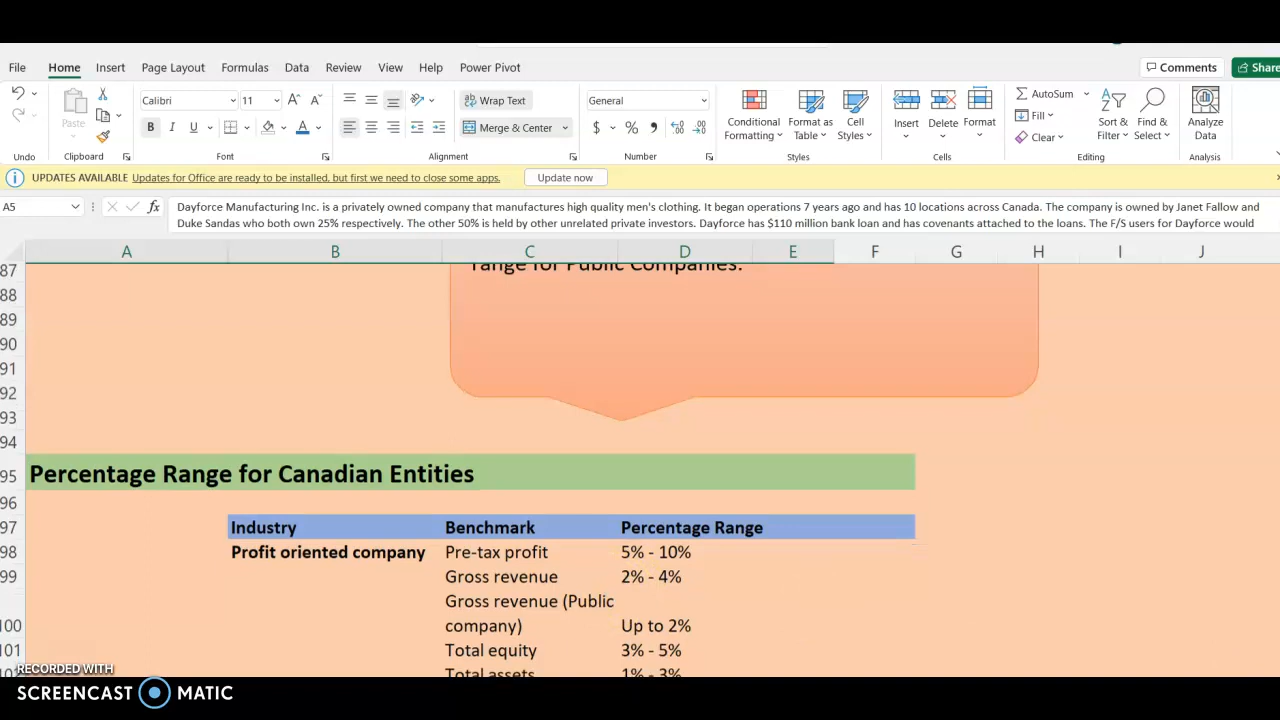 File Home Insert Page Layout Formulas Data Review View Help Power Pivot Comments Share
Calibri 11 Wrap Text General AutoSum
Paste B I U Merge & Center $ % Conditional Formatting Format as Table Cell Styles Insert Delete Format Fill Clear Sort & Filter Find & Select Analyze Data
Undo Clipboard Font Alignment Number Styles Cells Editing Analysis
UPDATES AVAILABLE Updates for Office are ready to be installed, but first we need to close some apps. Update now
A5 fx Dayforce Manufacturing Inc. is a privately owned company that manufactures high quality men's clothing. It began operations 7 years ago and has 10 locations across Canada. The company is owned by Janet Fallow and
Duke Sandas who both own 25% respectively. The other 50% is held by other unrelated private investors. Dayforce has $110 million bank loan and has covenants attached to the loans. The F/S users for Dayforce would
A B C D E F G H I J
87 range for Public Companies.
88
89
90
91
92
93
94
95 Percentage Range for Canadian Entities
96
97 Industry Benchmark Percentage Range
98 Profit oriented company Pre-tax profit 5% - 10%
99 Gross revenue 2% - 4%
Gross revenue (Public
100 company) Up to 2%
101 Total equity 3% - 5%
Total assets 1% - 3%
RECORDED WITH
SCREENCAST MATIC